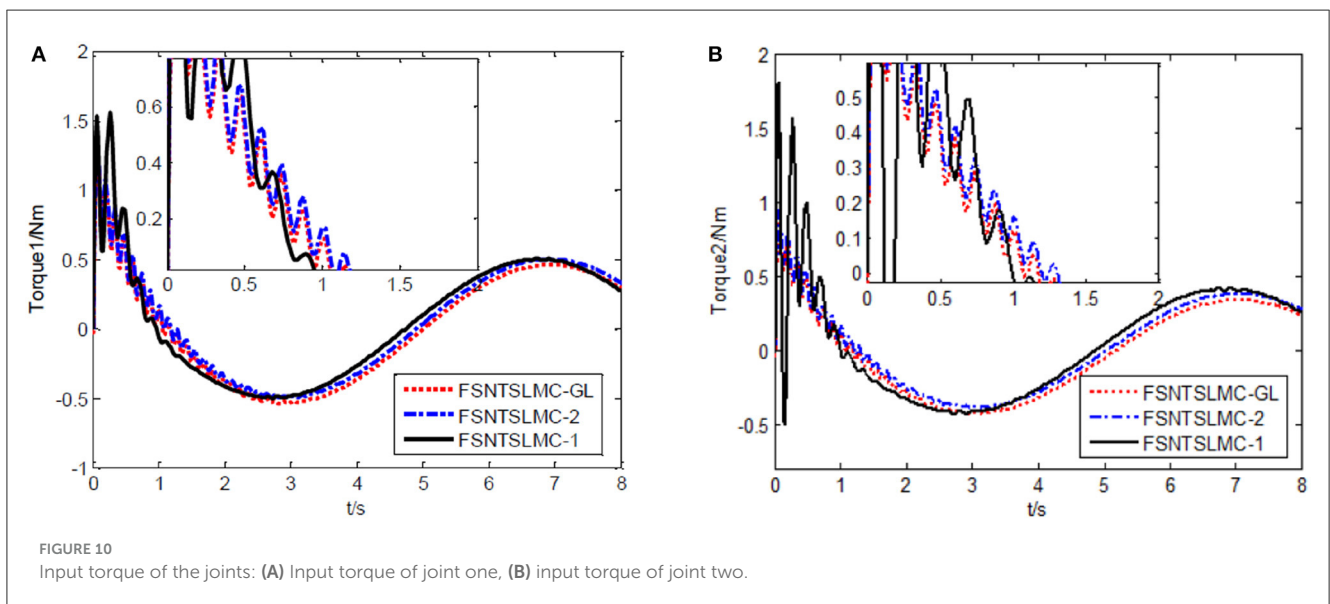 A
2
1.5
1
0.5
0
-0.5
-1
Torque1/Nm
0.6
0.4
0.2
0 0.5 1 1.5 2
FSNTSLMC-GL
FSNTSLMC-2
FSNTSLMC-1
0 1 2 3 4 5 6 7 8
t/s
B
2
1.5
1
0.5
0
-0.5
Torque2/Nm
0.5
0.4
0.3
0.2
0.1
0
0 0.5 1 1.5 2
FSNTSLMC-GL
FSNTSLMC-2
FSNTSLMC-1
0 1 2 3 4 5 6 7 8
t/s
FIGURE 10
Input torque of the joints: (A) Input torque of joint one, (B) input torque of joint two.